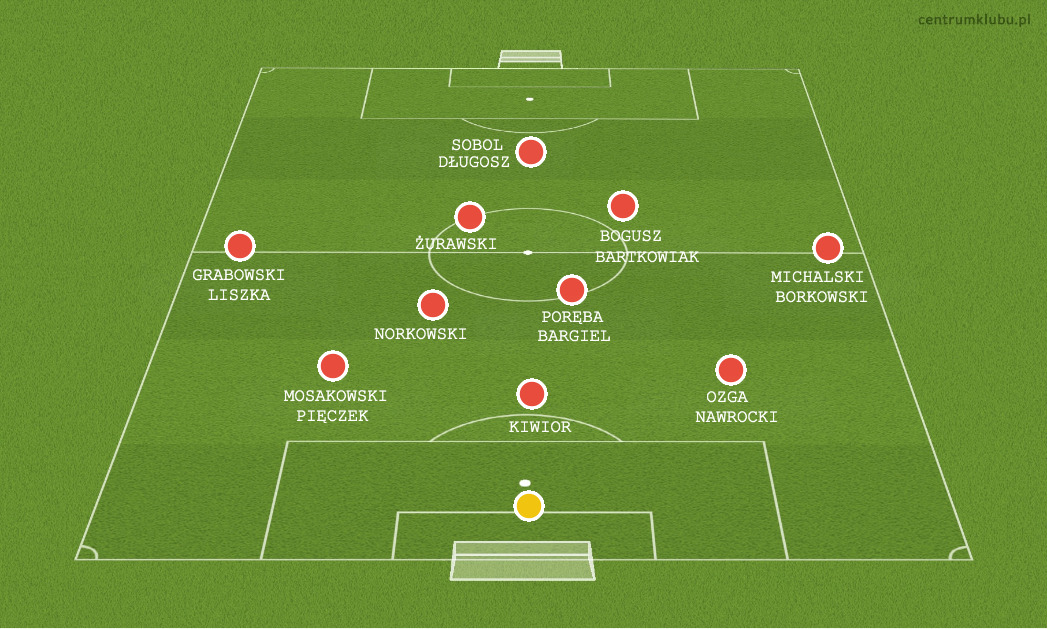 centrumklubu.pl
SOBOL
DŁUGOSZ
ŻURAWSKI
BOGUSZ
BARTKOWIAK
GRABOWSKI
LISZKA
MICHALSKI
BORKOWSKI
NORKOWSKI
PORĘBA
BARGIEL
MOSAKOWSKI
PIĘCZEK
KIWIOR
OZGA
NAWROCKI